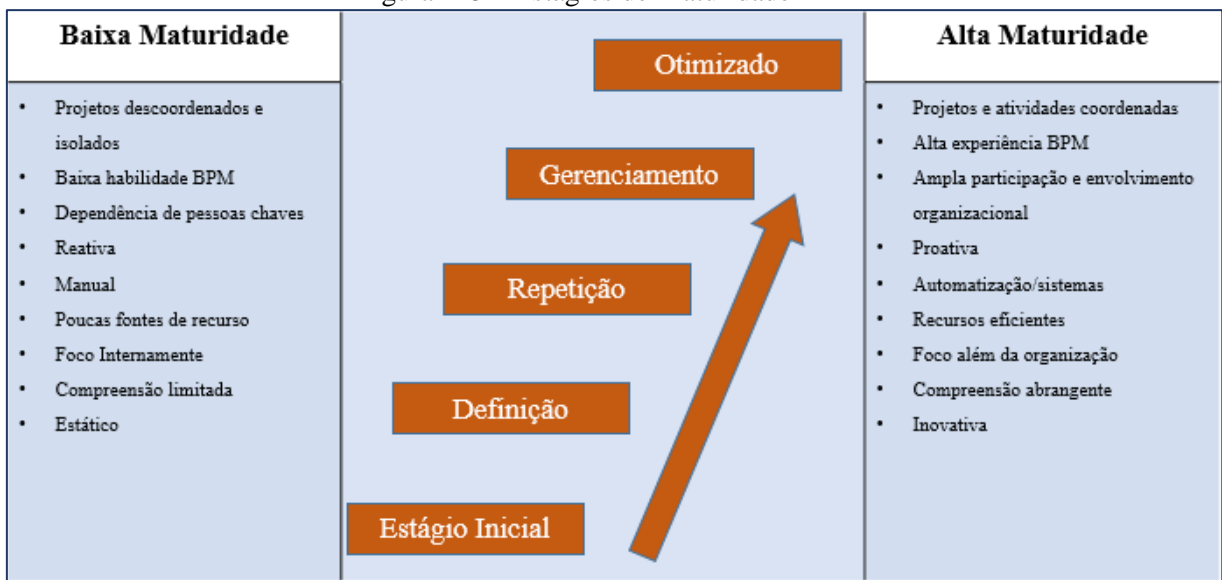 Baixa Maturidade
• Projetos descoordenados e
isolados
• Baixa habilidade BPM
• Dependência de pessoas chaves
• Reativa
• Manual
• Poucas fontes de recurso
• Foco Internamente
• Compreensão limitada
• Estático
Otimizado
Gerenciamento
Repetição
Definição
Estágio Inicial
Alta Maturidade
• Projetos e atividades coordenadas
• Alta experiência BPM
• Ampla participação e envolvimento
organizacional
• Proativa
• Automatização/sistemas
• Recursos eficientes
• Foco além da organização
• Compreensão abrangente
• Inovativa